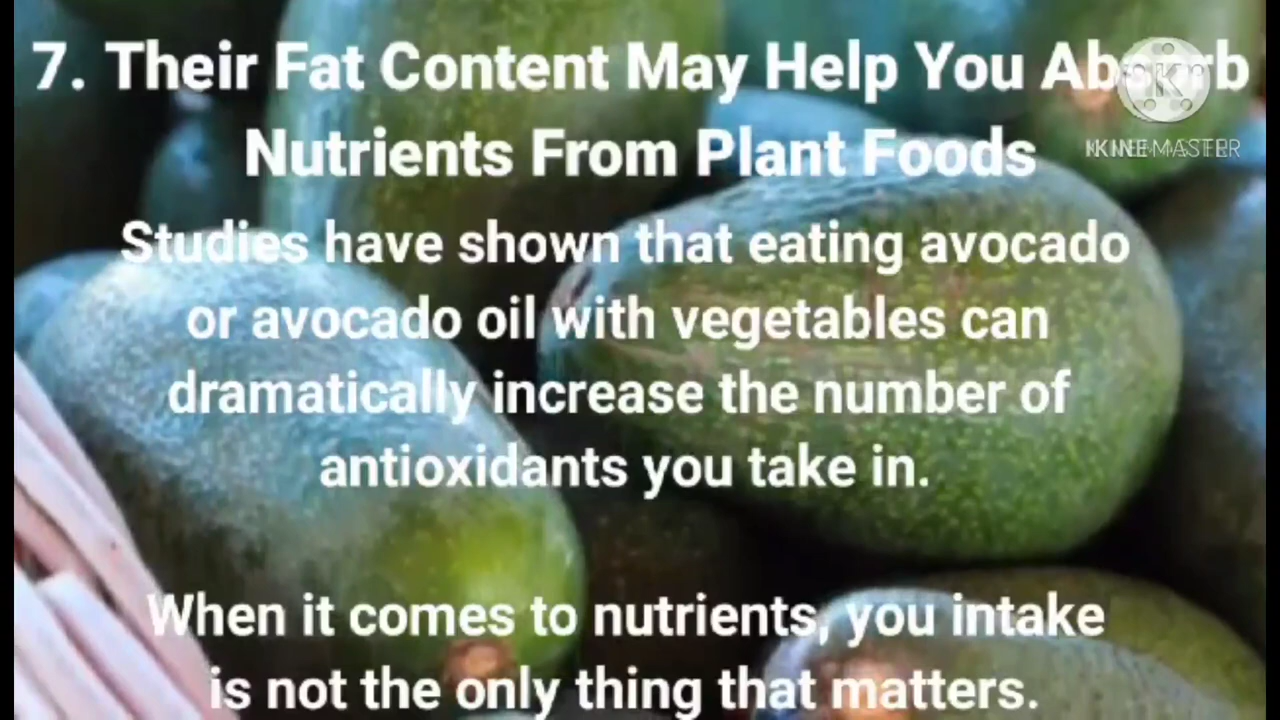 7. Their Fat Content May Help You Absorb
Nutrients From Plant Foods
Studies have shown that eating avocado
or avocado oil with vegetables can
dramatically increase the number of
antioxidants you take in.
When it comes to nutrients, you intake
is not the only thing that matters.
K
KINEMASTER